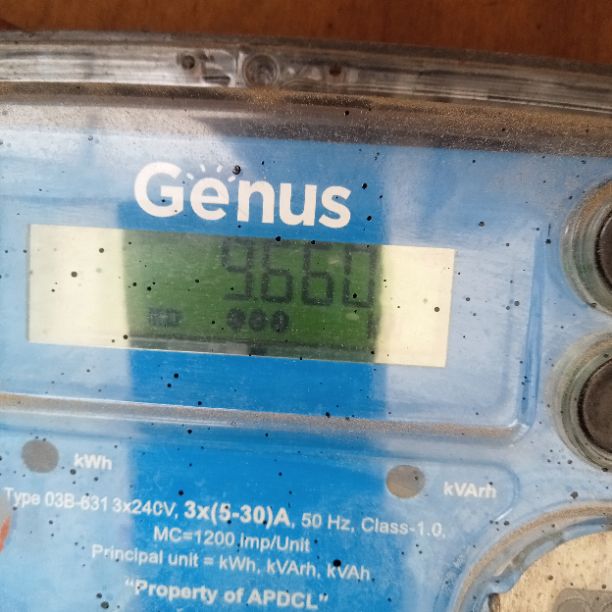 Genus
9660
kWh
kVArh
Type 03B-631 3x240V, 3x(5-30)A, 50 Hz, Class-1.0,
MC=1200 imp/Unit
Principal unit = kWh, kVArh, kVAh
"Property of APDCL"